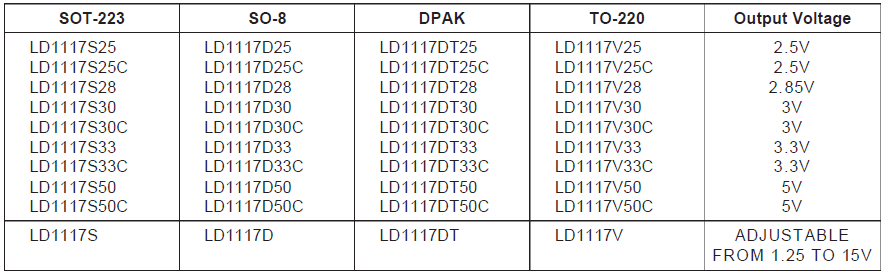 SOT-223 SO-8 DPAK TO-220 Output Voltage
LD1117S25 LD1117D25 LD1117DT25 LD1117V25 2.5V
LD1117S25C LD1117D25C LD1117DT25C LD1117V25C 2.5V
LD1117S28 LD1117D28 LD1117DT28 LD1117V28 2.85V
LD1117S30 LD1117D30 LD1117DT30 LD1117V30 3V
LD1117S30C LD1117D30C LD1117DT30C LD1117V30C 3V
LD1117S33 LD1117D33 LD1117DT33 LD1117V33 3.3V
LD1117S33C LD1117D33C LD1117DT33C LD1117V33C 3.3V
LD1117S50 LD1117D50 LD1117DT50 LD1117V50 5V
LD1117S50C LD1117D50C LD1117DT50C LD1117V50C 5V
LD1117S LD1117D LD1117DT LD1117V ADJUSTABLE
FROM 1.25 TO 15V